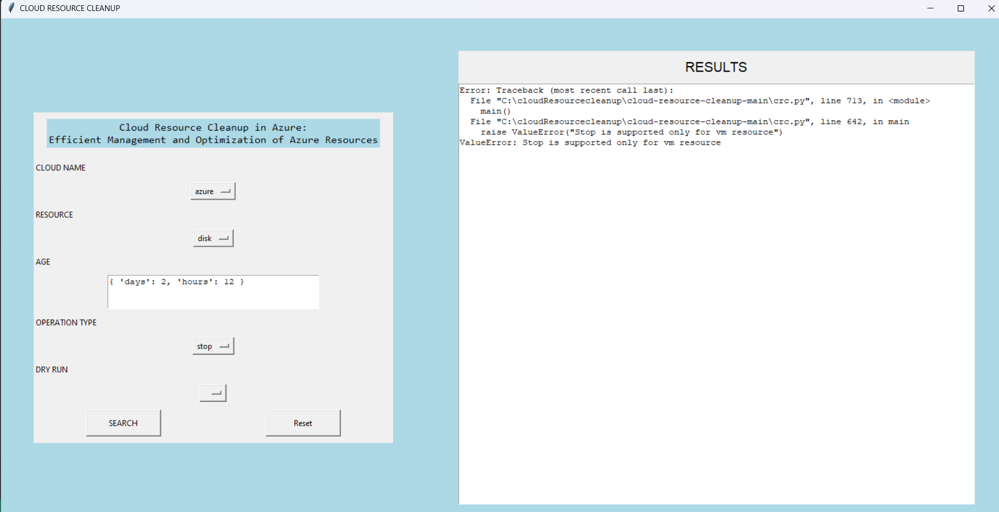 CLOUD RESOURCE CLEANUP
Cloud Resource Cleanup in Azure:
Efficient Management and Optimization of Azure Resources
CLOUD NAME
azure
RESOURCE
disk
AGE
{ 'days': 2, 'hours': 12 }
OPERATION TYPE
stop
DRY RUN
SEARCH
Reset
RESULTS
Error: Traceback (most recent call last):
  File "C:\cloudResourcecleanup\cloud-resource-cleanup-main\crc.py", line 713, in <module>
    main()
  File "C:\cloudResourcecleanup\cloud-resource-cleanup-main\crc.py", line 642, in main
    raise ValueError("Stop is supported only for vm resource")
ValueError: Stop is supported only for vm resource